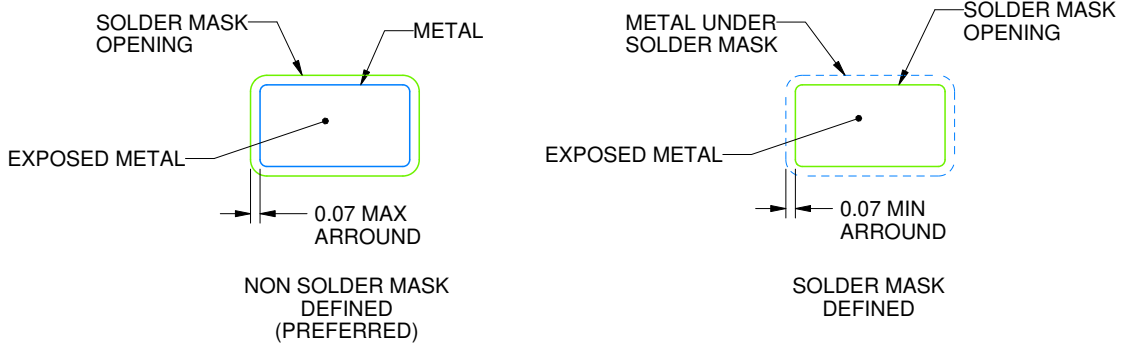 SOLDER MASK
OPENING
METAL
EXPOSED METAL
0.07 MAX
ARROUND
NON SOLDER MASK
DEFINED
(PREFERRED)
METAL UNDER
SOLDER MASK
SOLDER MASK
OPENING
EXPOSED METAL
0.07 MIN
ARROUND
SOLDER MASK
DEFINED